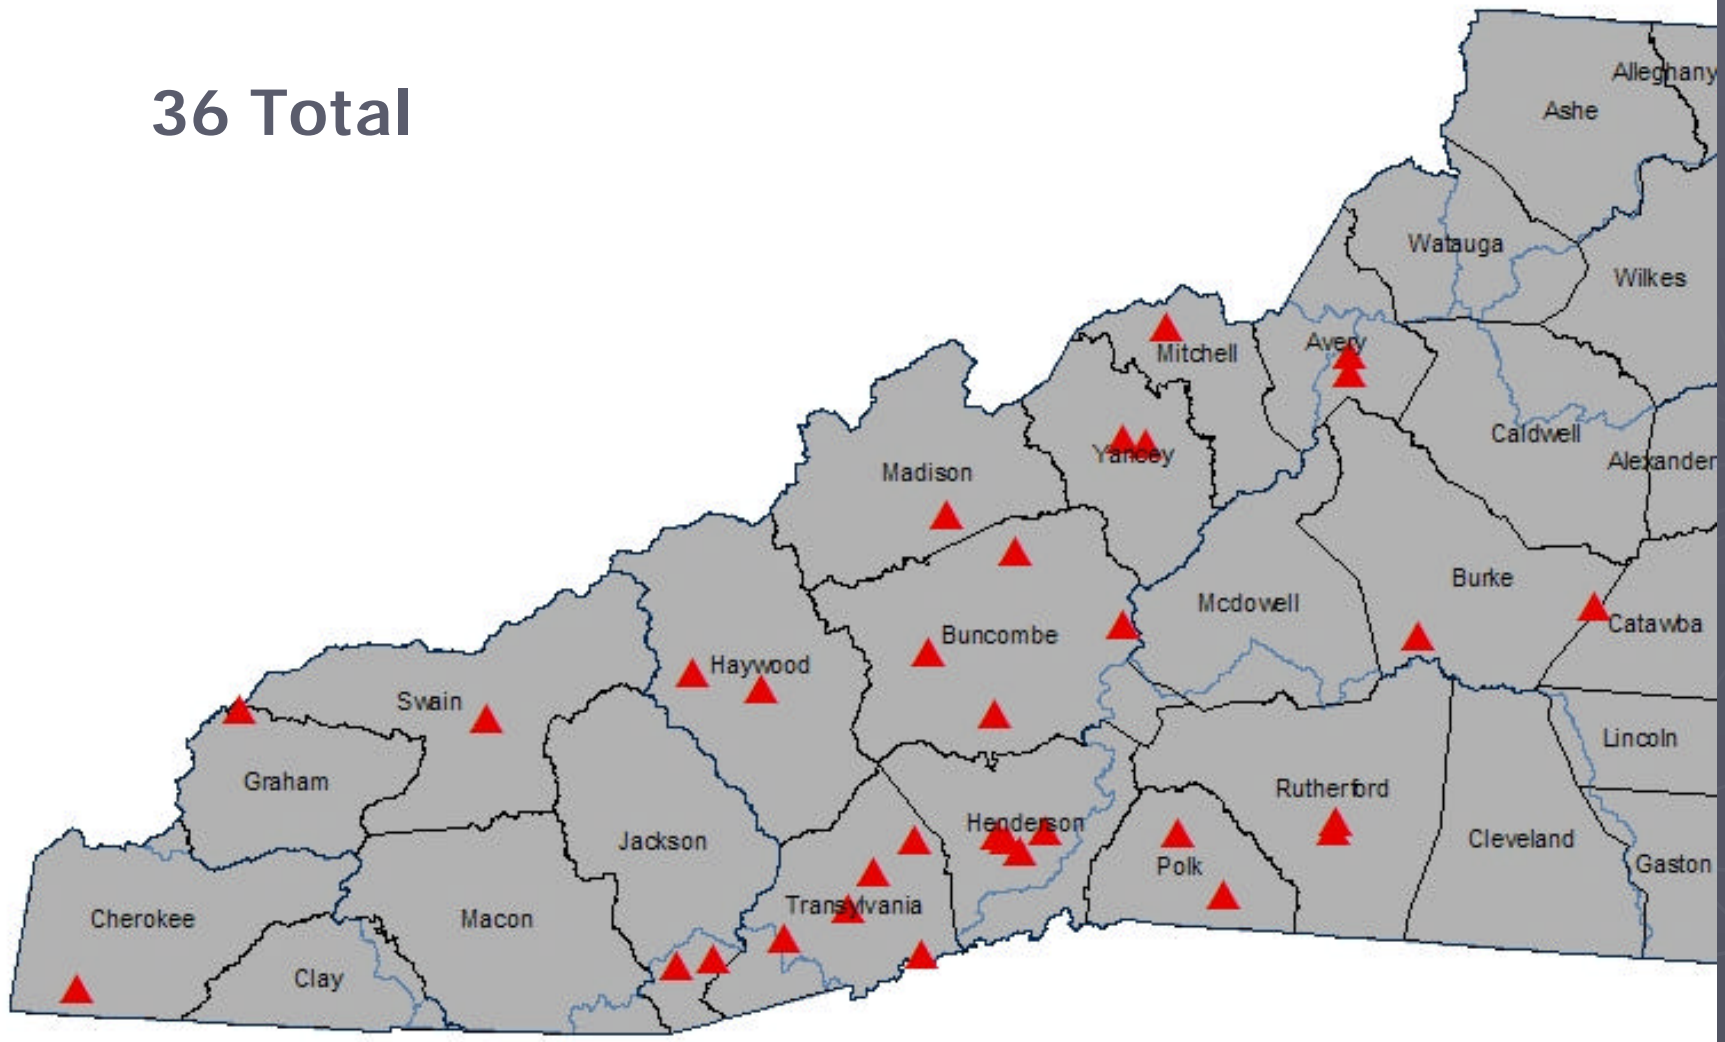 36 Total
Alleghany
Ashe
Watauga
Wilkes
Avery
Mitchell
Caldwell
Yancey
Alexander
Madison
Burke
Mcdowell
Catawba
Buncombe
Haywood
Swain
Lincoln
Graham
Rutherford
Henderson
Cleveland
Jackson
Gaston
Polk
Transylvania
Cherokee
Macon
Clay